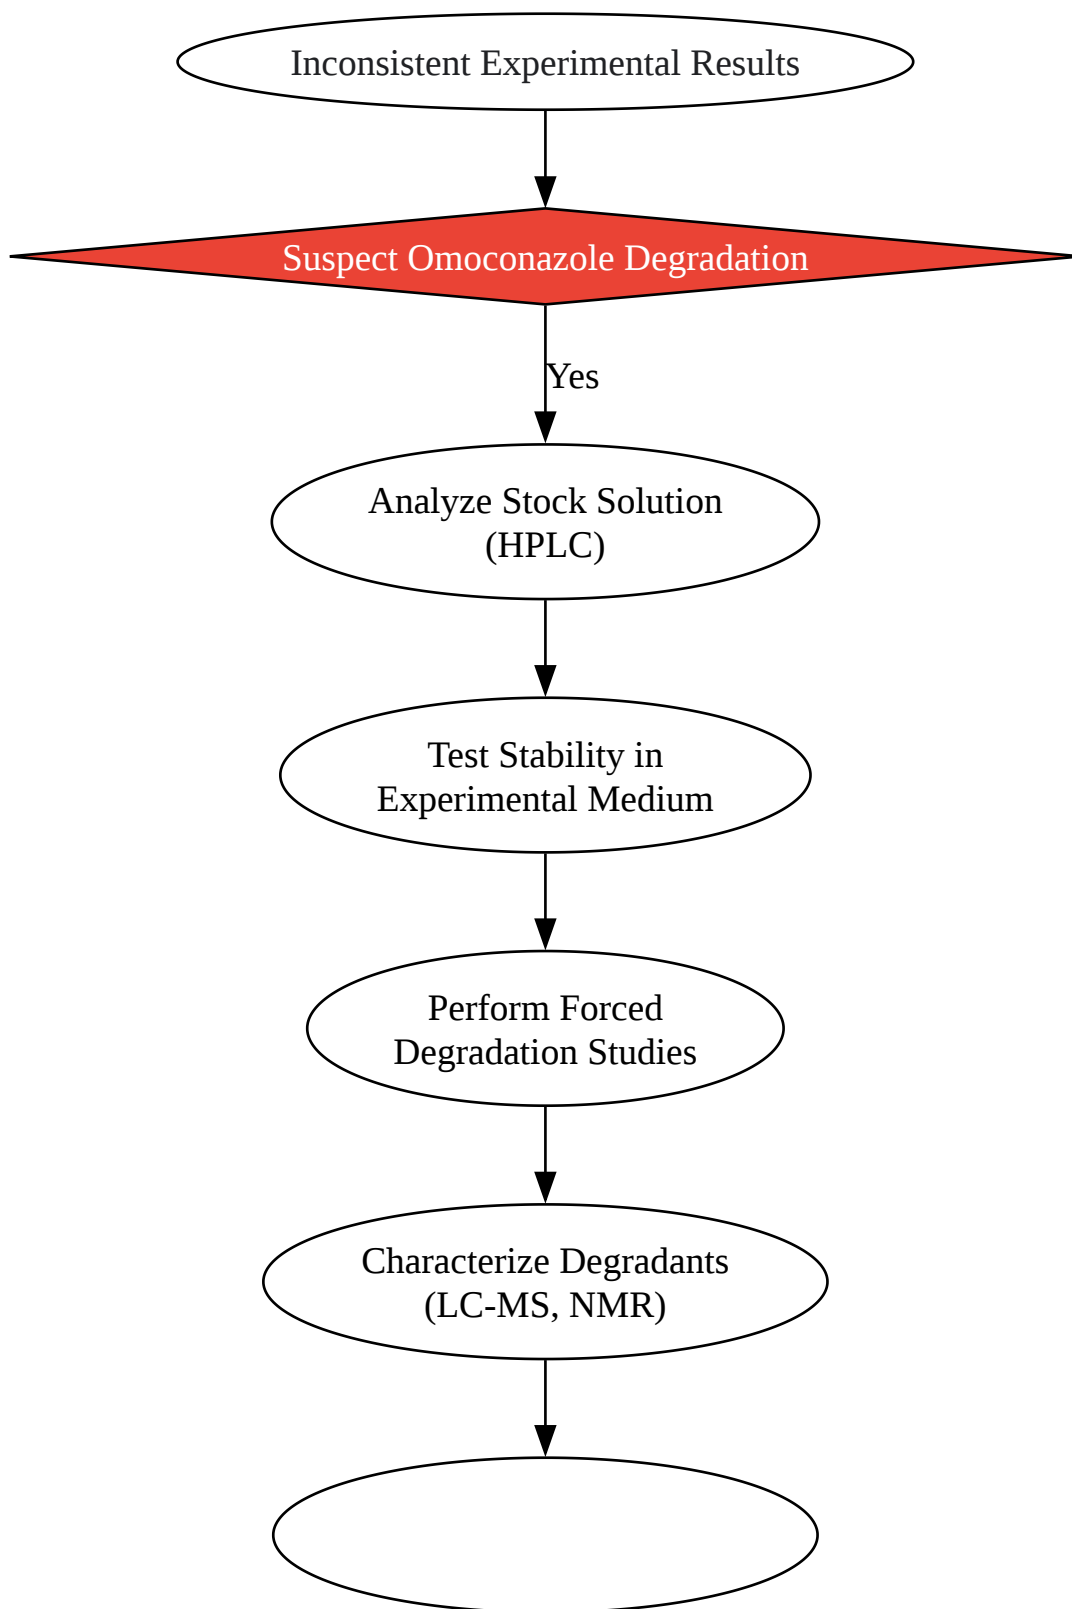 Inconsistent Experimental Results
Suspect Omoconazole Degradation
Yes
Analyze Stock Solution
(HPLC)
Test Stability in
Experimental Medium
Perform Forced
Degradation Studies
Characterize Degradants
(LC-MS, NMR)